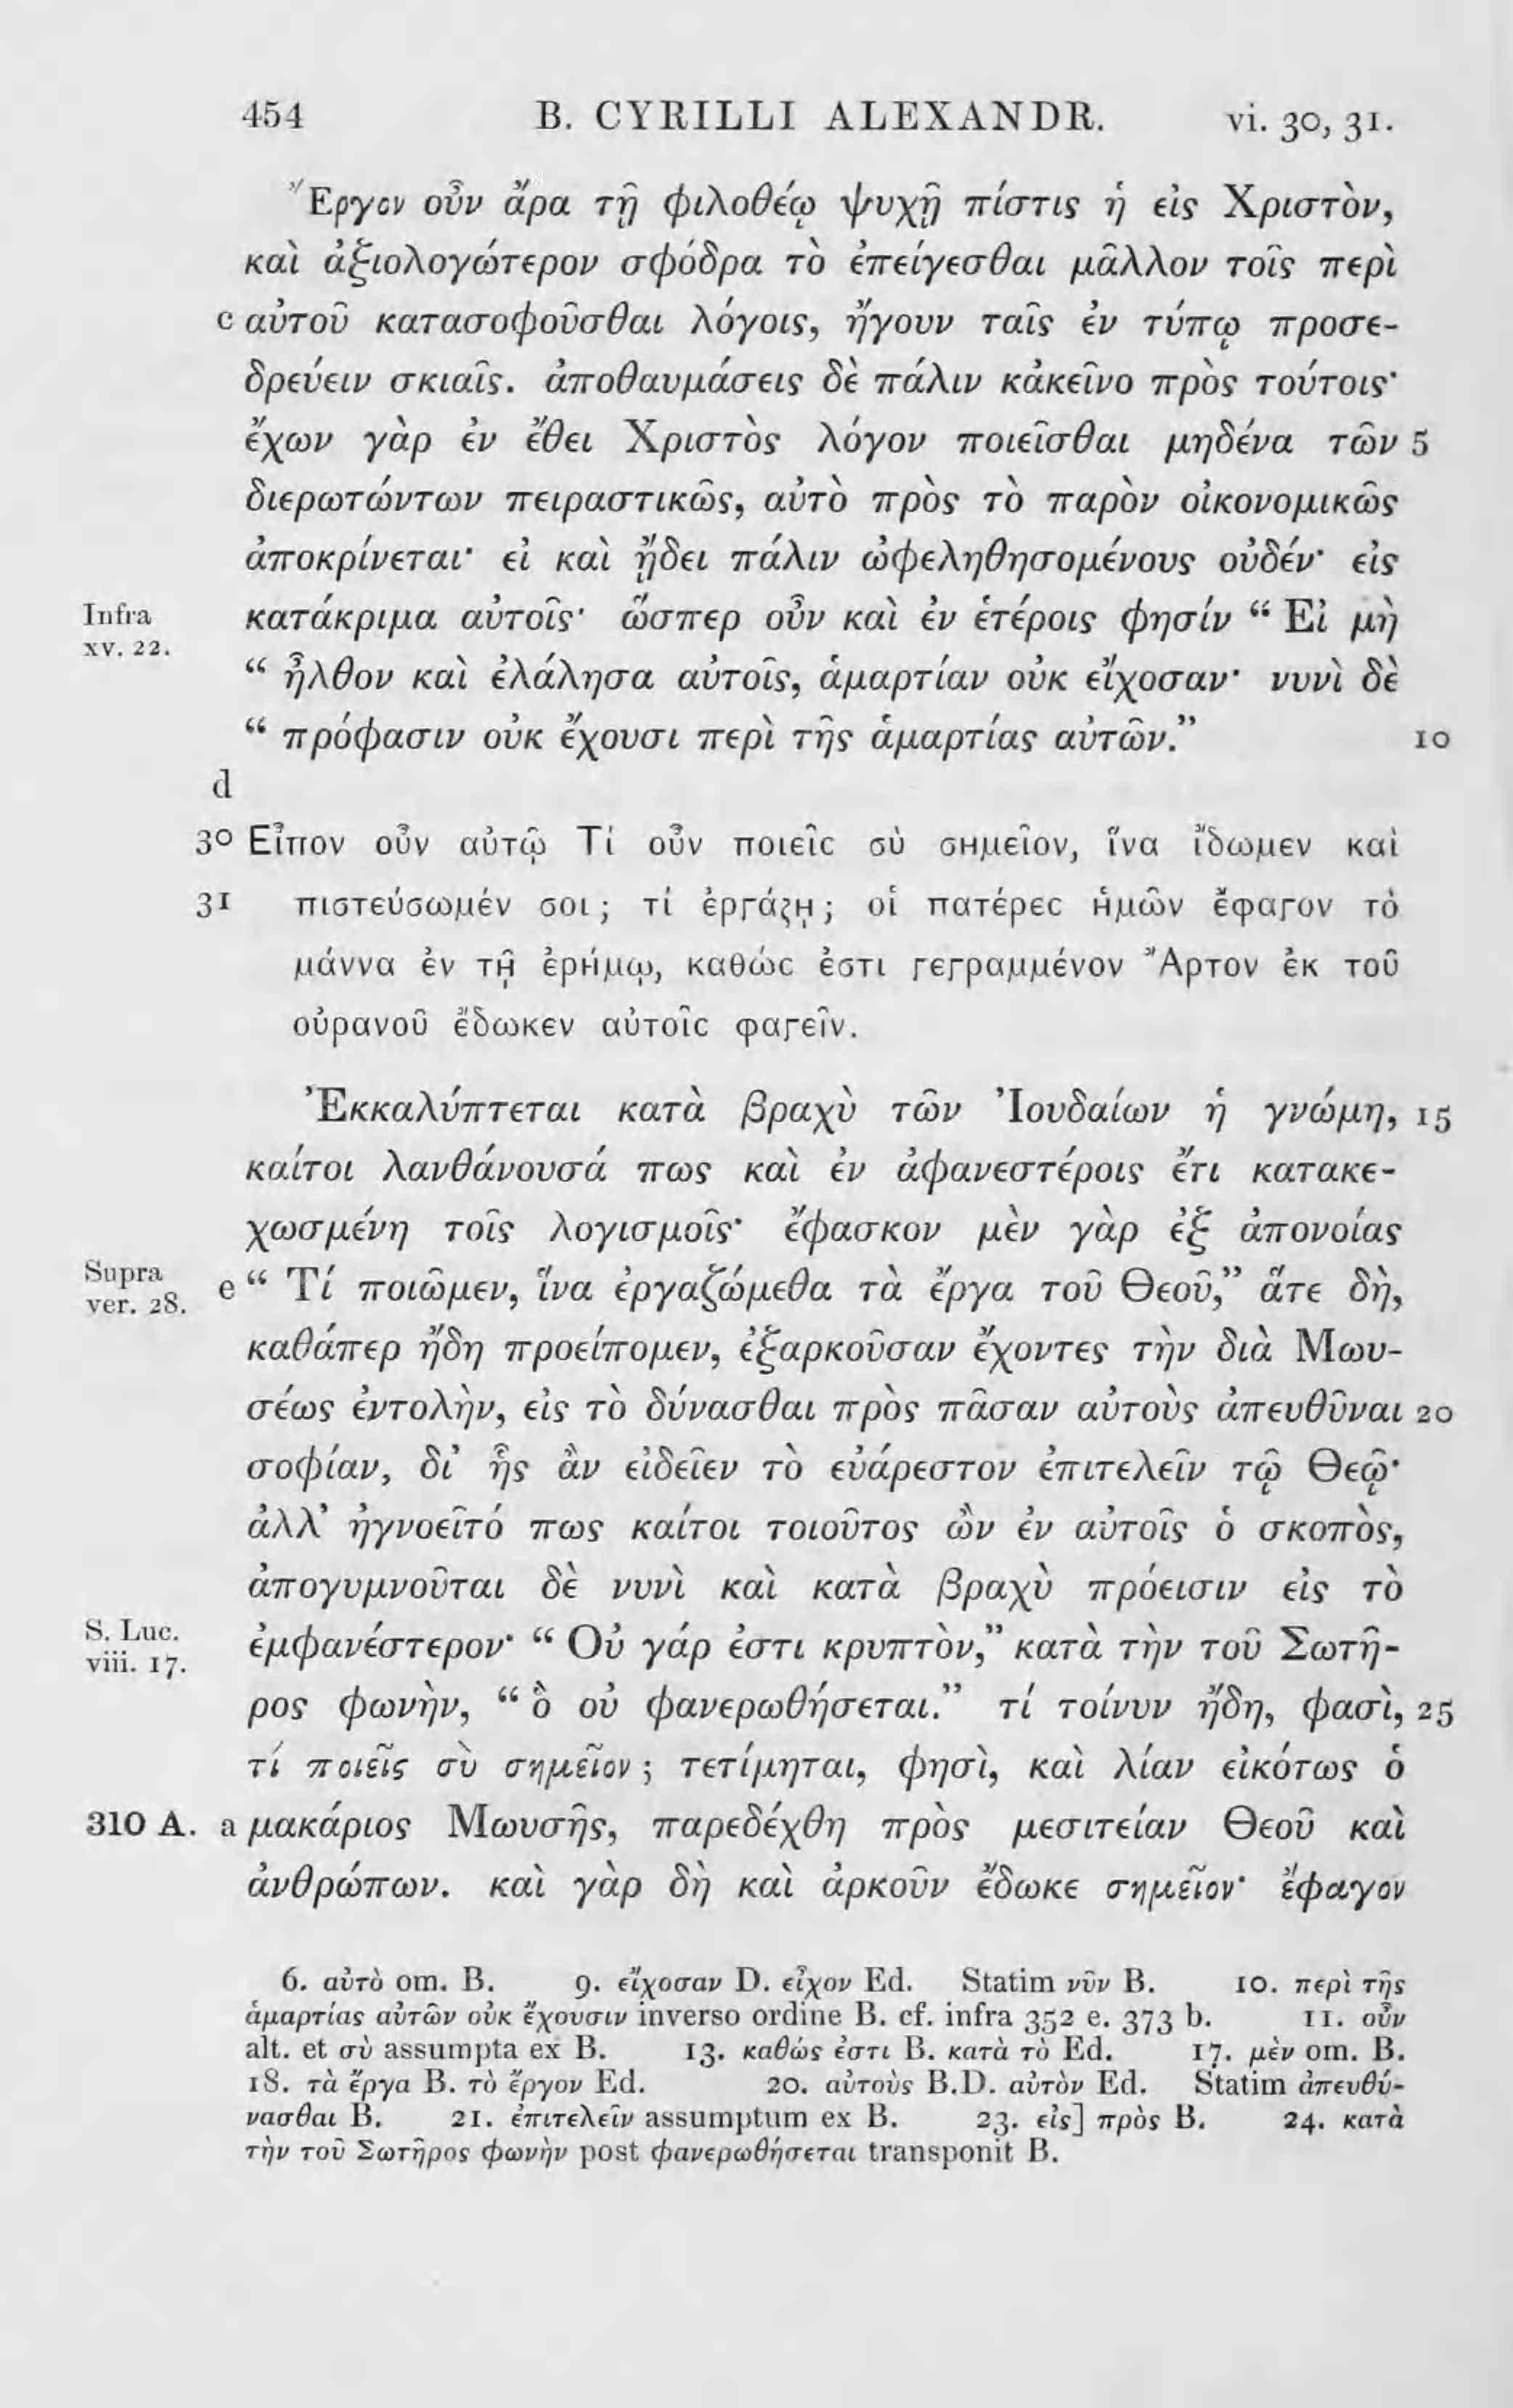 454 B. CYRILLI ALEXANDR. vi. 30, 31.
Ἔργον οὖν ἄρα τῇ φιλοθέῳ ψυχῇ πίστις ἡ εἰς Χριστὸν,
καὶ ἀξιολογώτερον σφόδρα τὸ ἐπείγεσθαι μᾶλλον τοῖς περὶ
c αὐτοῦ κατασοφοῦσθαι λόγοις, ἤγουν ταῖς ἐν τύπῳ προσε-
δρεύειν σκιαῖς. ἀποθαυμάσεις δὲ πάλιν κἀκεῖνο πρὸς τούτοις·
ἔχων γὰρ ἐν ἔθει Χριστὸς λόγον ποιεῖσθαι μηδένα τῶν 5
διερωτώντων πειραστικῶς, αὐτὸ πρὸς τὸ παρὸν οἰκονομικῶς
ἀποκρίνεται· εἰ καὶ ᾔδει πάλιν ὠφεληθησομένους οὐδέν· εἰς
Infra xv. 22. κατάκριμα αὐτοῖς· ὥσπερ οὖν καὶ ἐν ἑτέροις φησίν “ Εἰ μὴ
“ ἦλθον καὶ ἐλάλησα αὐτοῖς, ἁμαρτίαν οὐκ εἴχοσαν· νυνὶ δὲ
“ πρόφασιν οὐκ ἔχουσι περὶ τῆς ἁμαρτίας αὐτῶν.” 10
d
30 Εἶπον οὖν αὐτῷ Τί οὖν ποιεῖς σὺ σημεῖον, ἵνα ἴδωμεν καὶ
31 πιστεύσωμέν σοι; τί ἐργάζῃ; οἱ πατέρες ἡμῶν ἔφαγον τὸ
μάννα ἐν τῇ ἐρήμῳ, καθώς ἐστι γεγραμμένον Ἄρτον ἐκ τοῦ
οὐρανοῦ ἔδωκεν αὐτοῖς φαγεῖν.
Ἐκκαλύπτεται κατὰ βραχὺ τῶν Ἰουδαίων ἡ γνώμη, 15
καίτοι λανθάνουσά πως καὶ ἐν ἀφανεστέροις ἔτι κατακε-
χωσμένη τοῖς λογισμοῖς· ἔφασκον μὲν γὰρ ἐξ ἀπονοίας
Supra ver. 28. e “ Τί ποιῶμεν, ἵνα ἐργαζώμεθα τὰ ἔργα τοῦ Θεοῦ,” ἅτε δὴ,
καθάπερ ἤδη προείπομεν, ἐξαρκοῦσαν ἔχοντες τὴν διὰ Μωυ-
σέως ἐντολὴν, εἰς τὸ δύνασθαι πρὸς πᾶσαν αὐτοὺς ἀπευθῦναι 20
σοφίαν, δι’ ἧς ἂν εἰδεῖεν τὸ εὐάρεστον ἐπιτελεῖν τῷ Θεῷ·
ἀλλ’ ἠγνοεῖτό πως καίτοι τοιοῦτος ὢν ἐν αὐτοῖς ὁ σκοπὸς,
ἀπογυμνοῦται δὲ νυνὶ καὶ κατὰ βραχὺ πρόεισιν εἰς τὸ
S. Luc. viii. 17. ἐμφανέστερον· “ Οὐ γάρ ἐστι κρυπτὸν,” κατὰ τὴν τοῦ Σωτῆ-
ρος φωνὴν, “ ὃ οὐ φανερωθήσεται.” τί τοίνυν ἤδη, φασὶ, 25
τί ποιεῖς σὺ σημεῖον; τετίμηται, φησὶ, καὶ λίαν εἰκότως ὁ
310 A. a μακάριος Μωυσῆς, παρεδέχθη πρὸς μεσιτείαν Θεοῦ καὶ
ἀνθρώπων. καὶ γὰρ δὴ καὶ ἀρκοῦν ἔδωκε σημεῖον· ἔφαγον
6. αὐτὸ om. B. 9. εἴχοσαν D. εἶχον Ed. Statim νῦν B. 10. περὶ τῆς
ἁμαρτίας αὐτῶν οὐκ ἔχουσιν inverso ordine B. cf. infra 352 e. 373 b. 11. οὖν
alt. et σὺ assumpta ex B. 13. καθώς ἐστι B. κατὰ τὸ Ed. 17. μὲν om. B.
18. τὰ ἔργα B. τὸ ἔργον Ed. 20. αὐτοὺς B.D. αὐτὸν Ed. Statim ἀπευθύ-
νασθαι B. 21. ἐπιτελεῖν assumptum ex B. 23. εἰς] πρὸς B. 24. κατὰ
τὴν τοῦ Σωτῆρος φωνὴν post φανερωθήσεται transponit B.